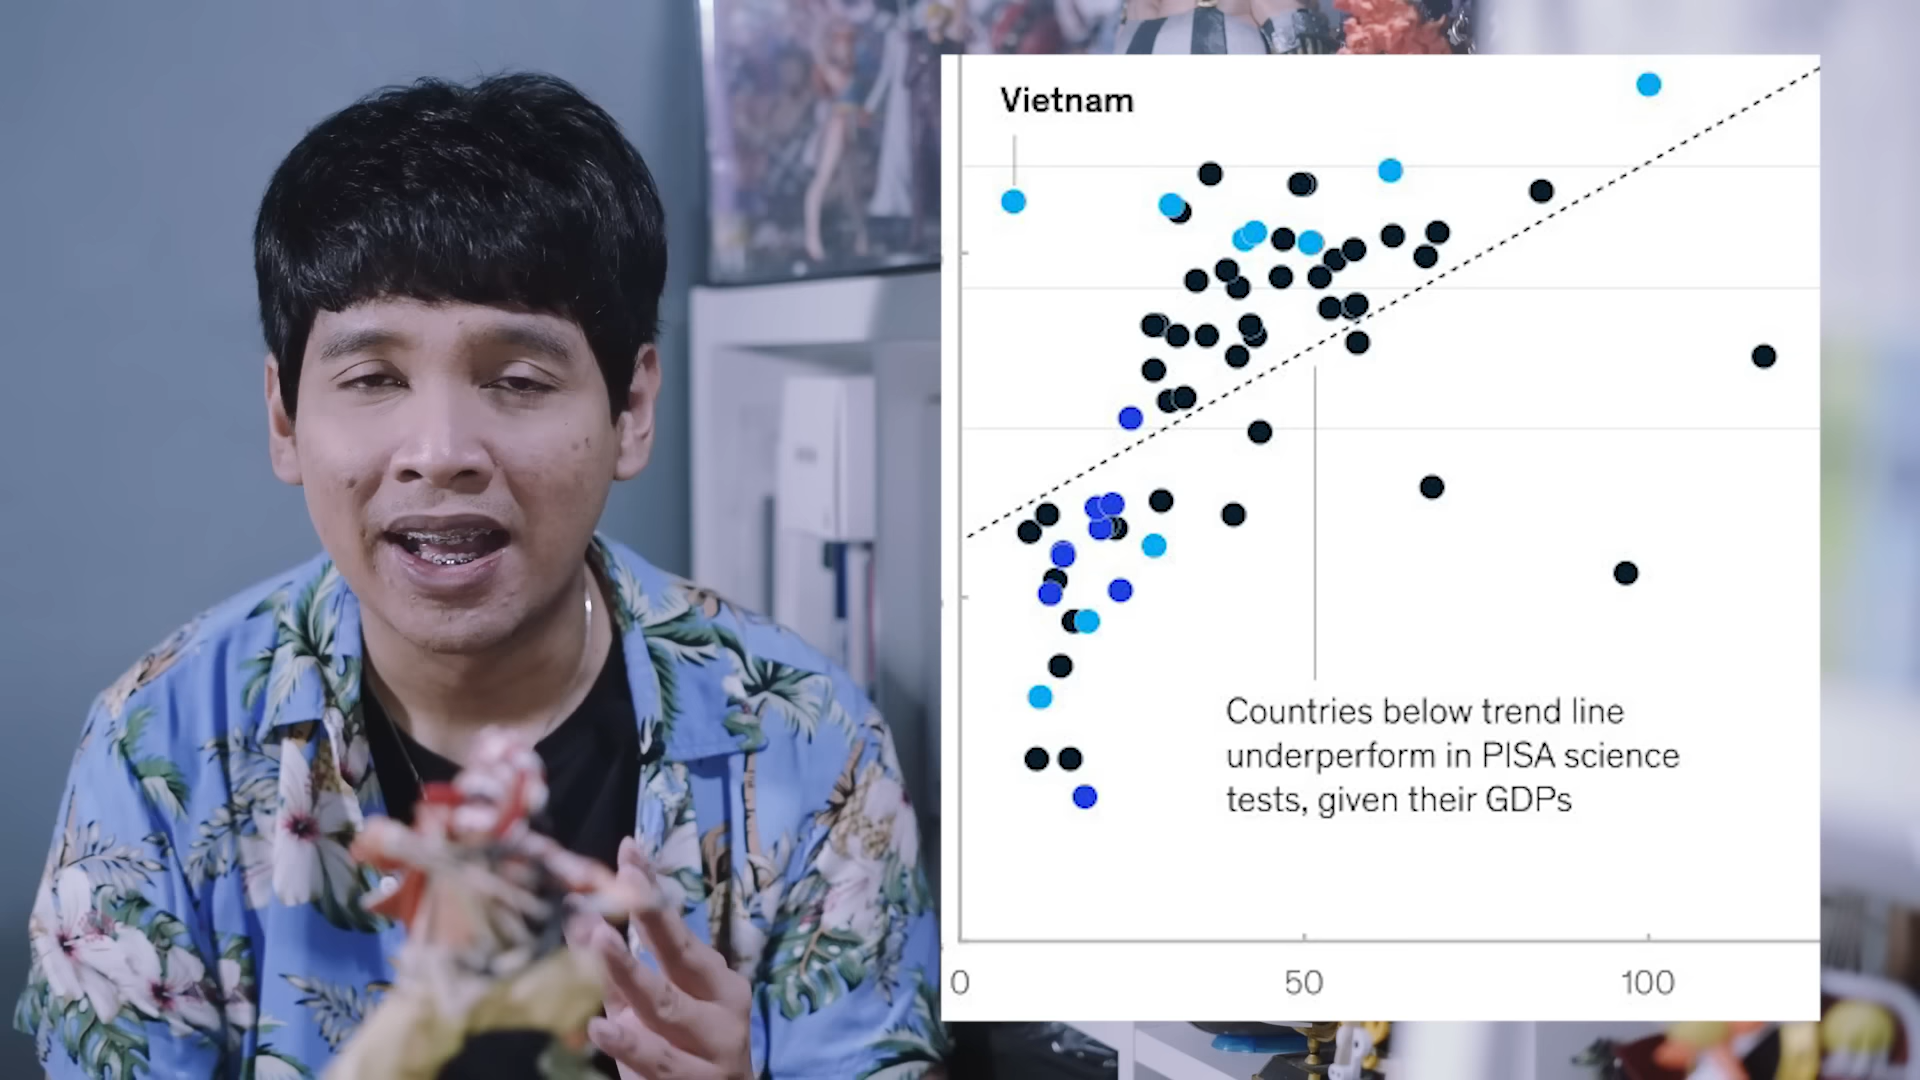 Vietnam
Countries below trend line
underperform in PISA science
tests, given their GDPs
0
50
100